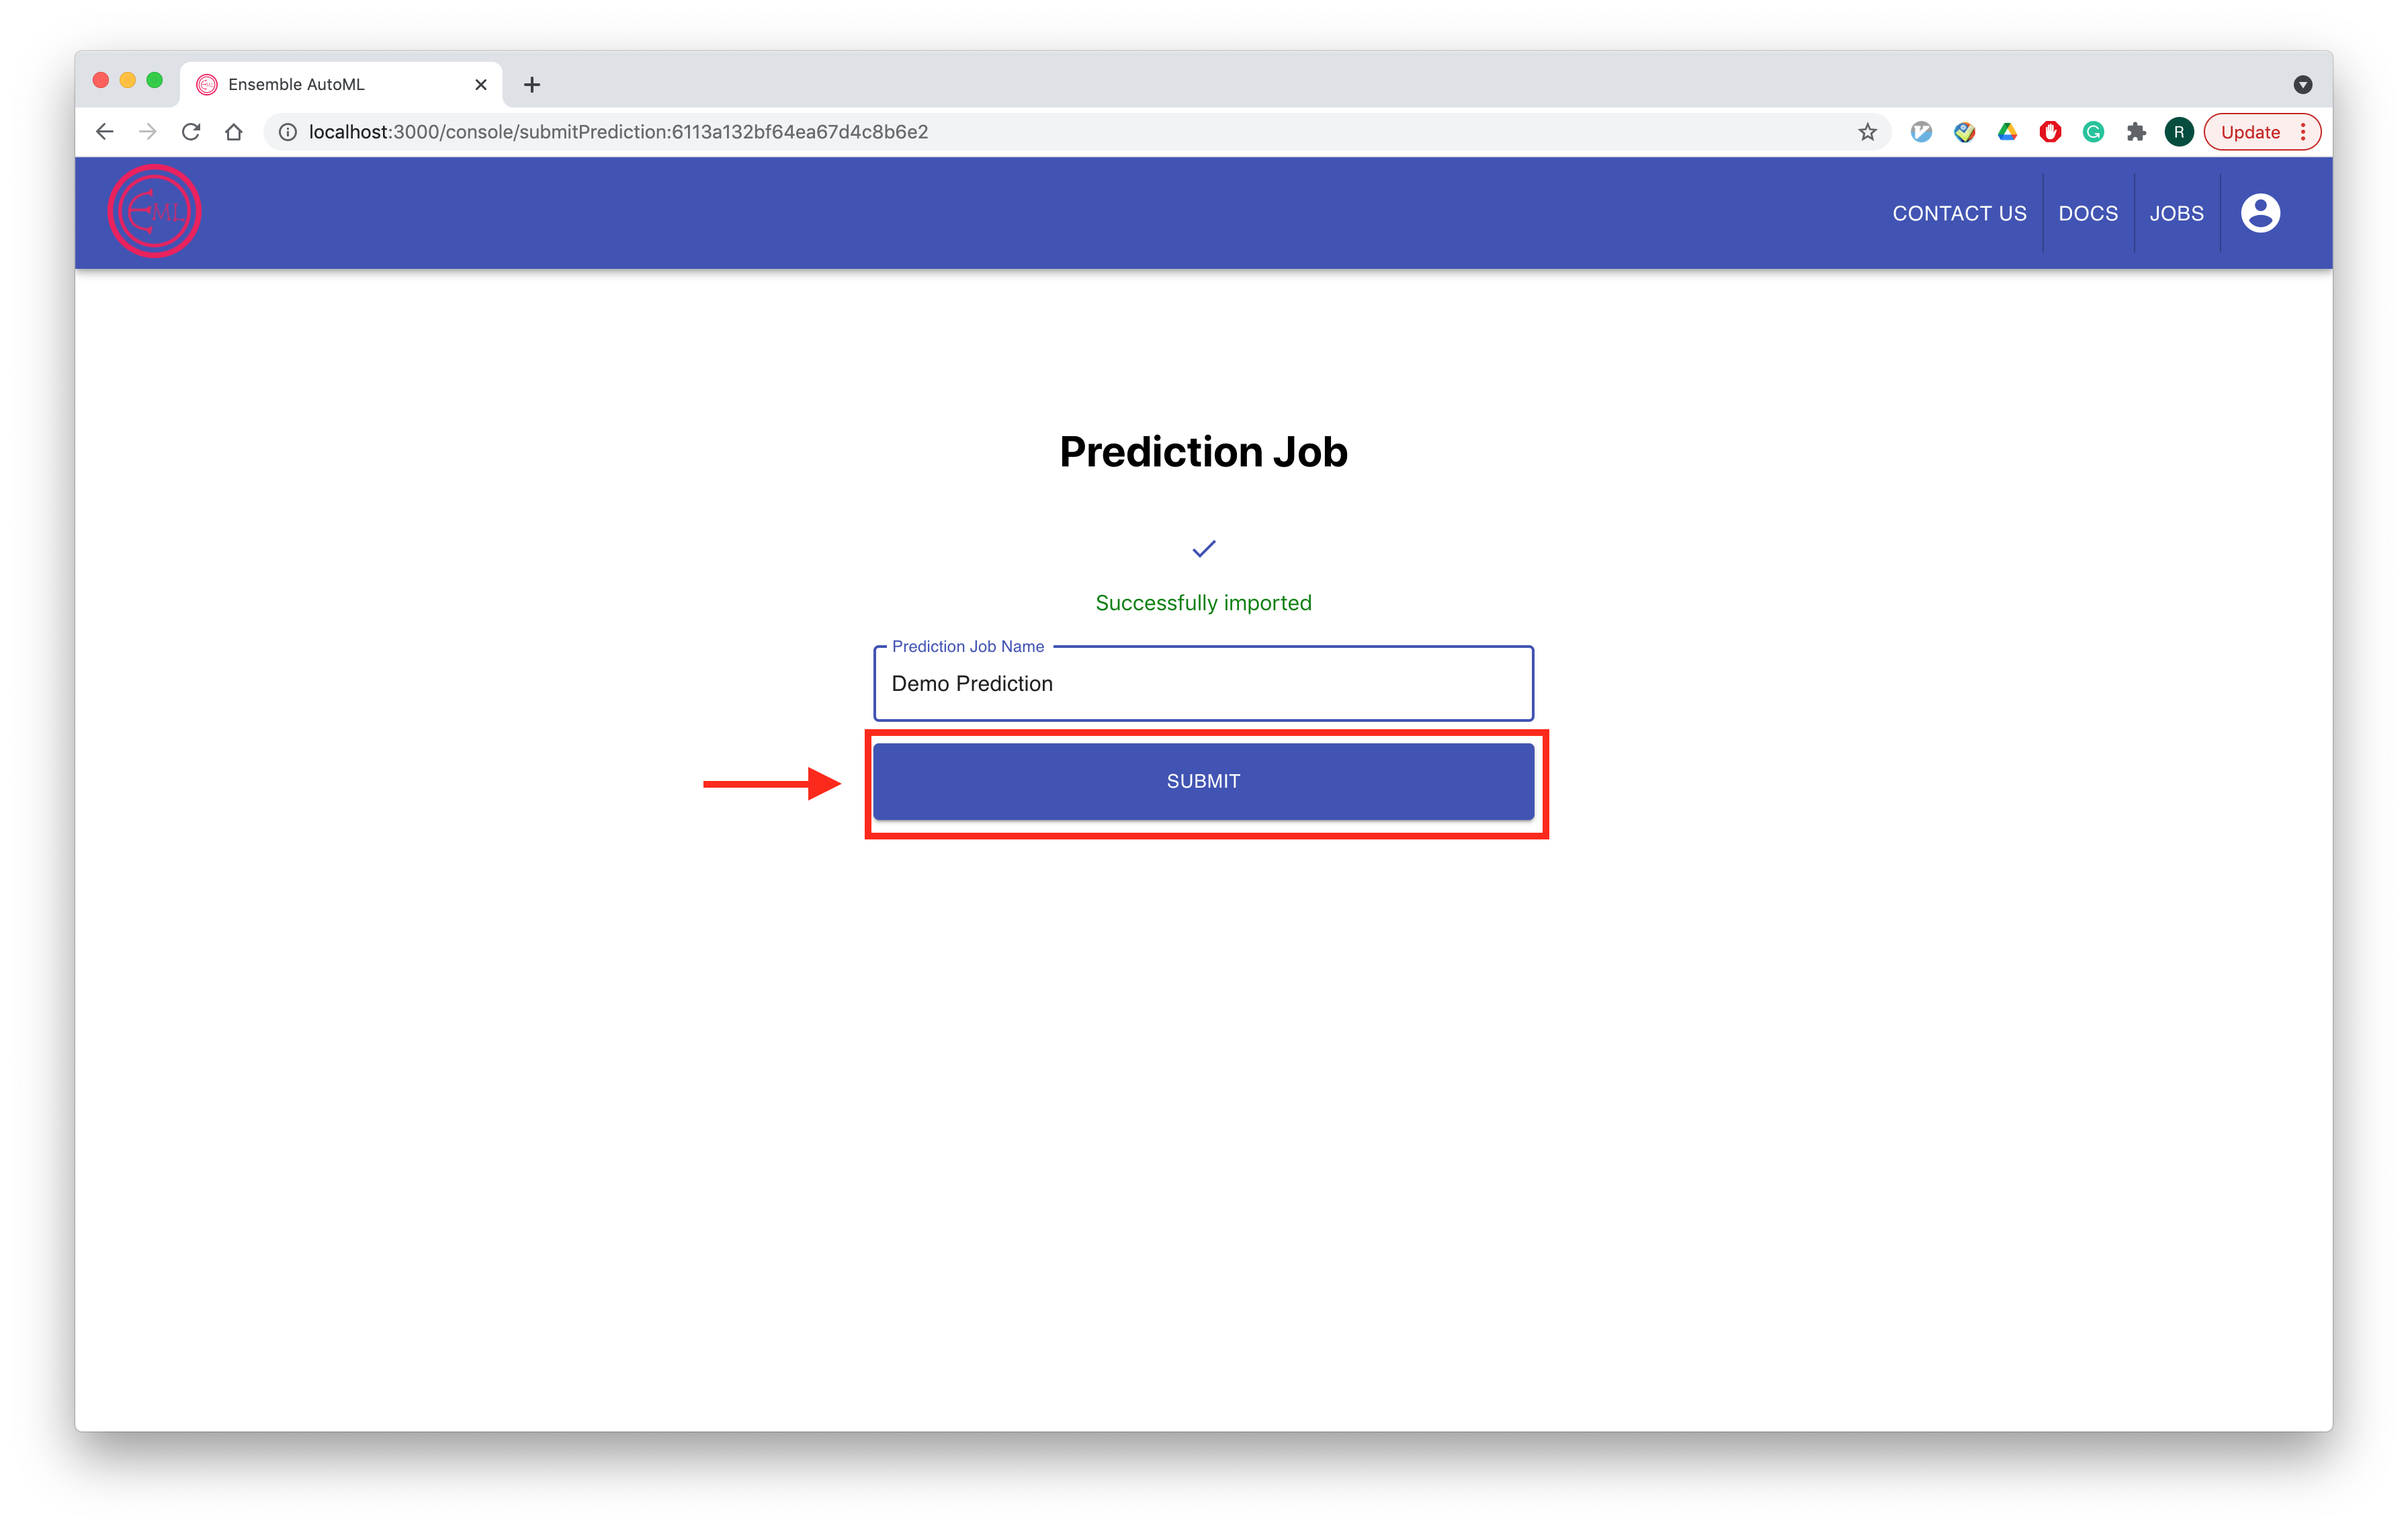 Ensemble AutoML
localhost:3000/console/submitPrediction:6113a132bf64ea67d4c8b6e2
R
Update
EML
CONTACT US
DOCS
JOBS
Prediction Job
Successfully imported
Prediction Job Name
Demo Prediction
SUBMIT